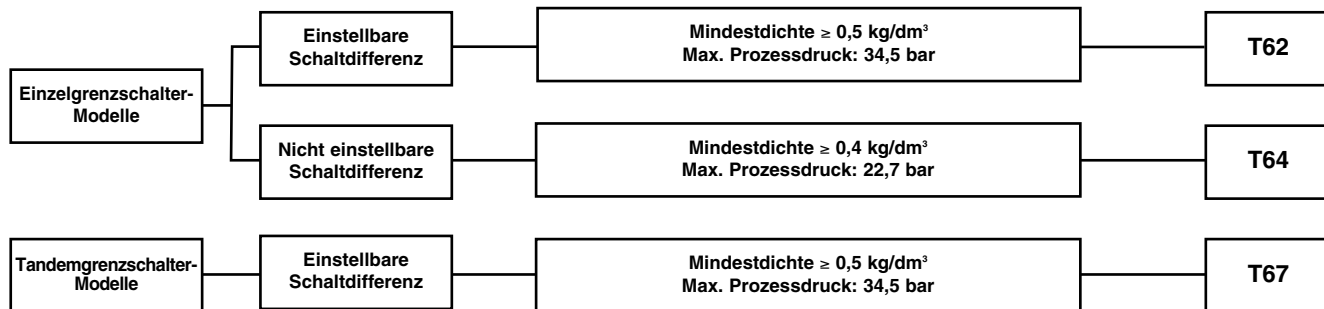 Einzelgrenzschalter-
Modelle
Einstellbare
Schaltdifferenz
Mindestdichte ≥ 0,5 kg/dm³
Max. Prozessdruck: 34,5 bar
T62
Nicht einstellbare
Schaltdifferenz
Mindestdichte ≥ 0,4 kg/dm³
Max. Prozessdruck: 22,7 bar
T64
Tandemgrenzschalter-
Modelle
Einstellbare
Schaltdifferenz
Mindestdichte ≥ 0,5 kg/dm³
Max. Prozessdruck: 34,5 bar
T67